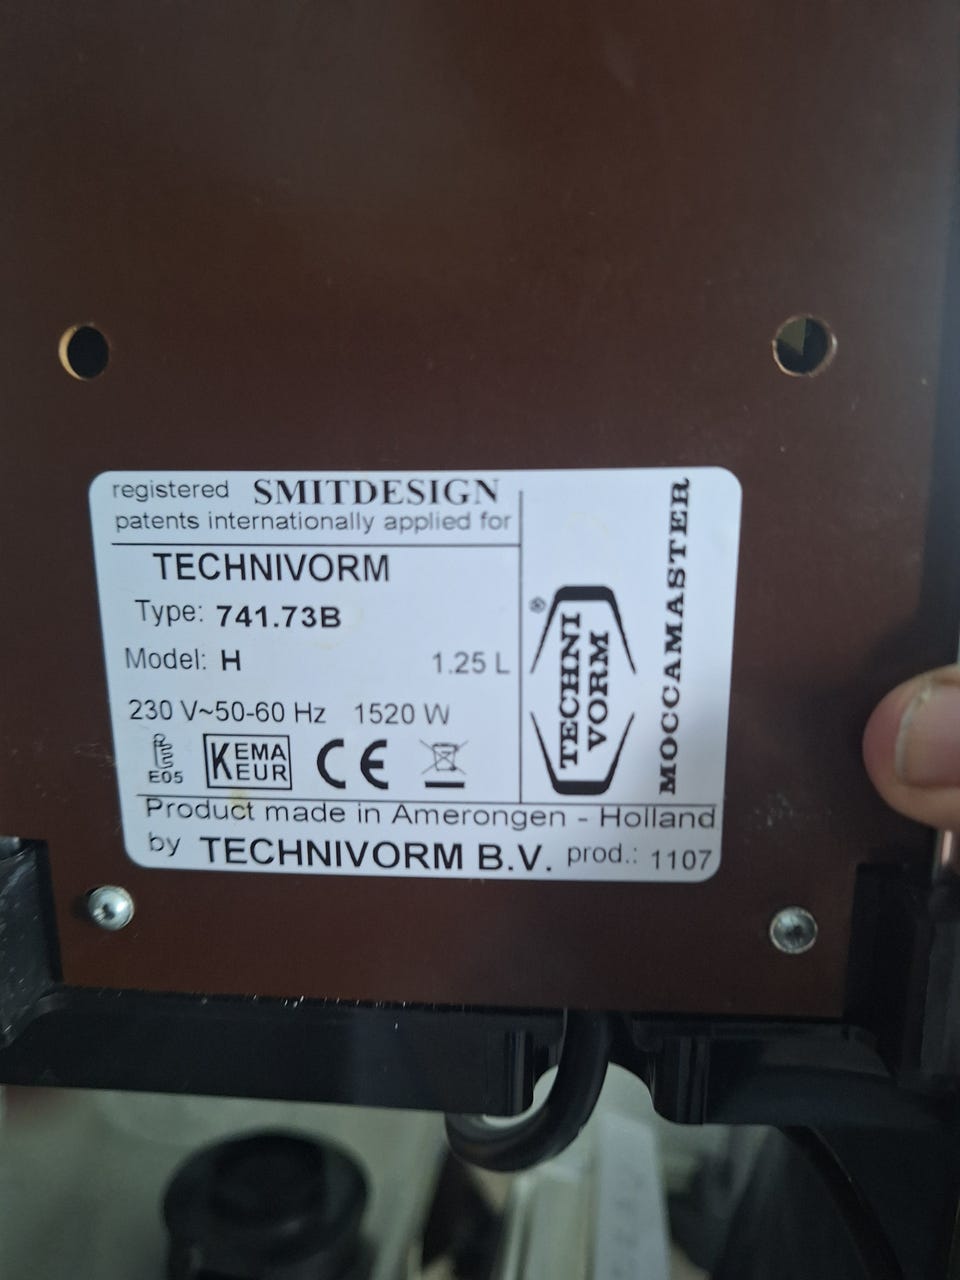 registered SMITDESIGN
patents internationally applied for
TECHNIVORM
Type: 741.73B
Model: H 1.25 L
230 V~50-60 Hz 1520 W
E05
KEMA
EUR
CE
® TECHNI
VORM
MOCCAMASTER
Product made in Amerongen - Holland
by TECHNIVORM B.V. prod.: 1107